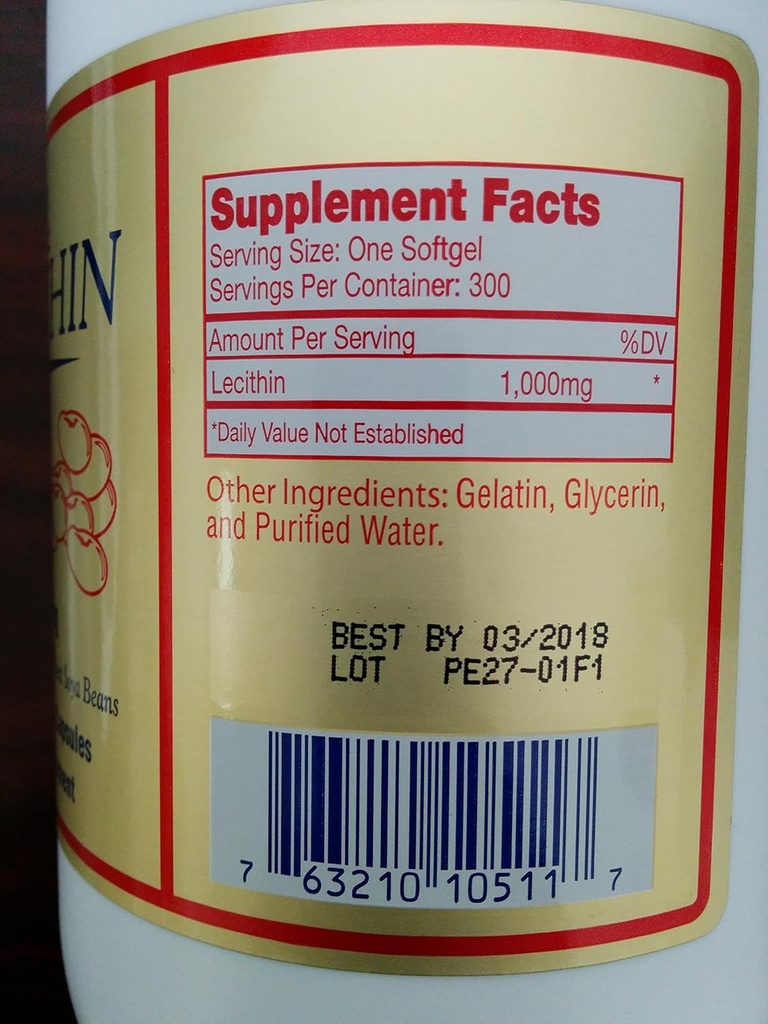 HIN
Soya Beans
Supplement Facts
Serving Size: One Softgel
Servings Per Container: 300
Amount Per Serving %DV
Lecithin 1,000mg *
*Daily Value Not Established
Other Ingredients: Gelatin, Glycerin,
and Purified Water.
BEST BY 03/2018
LOT PE27-01F1
7 63210 10511 7